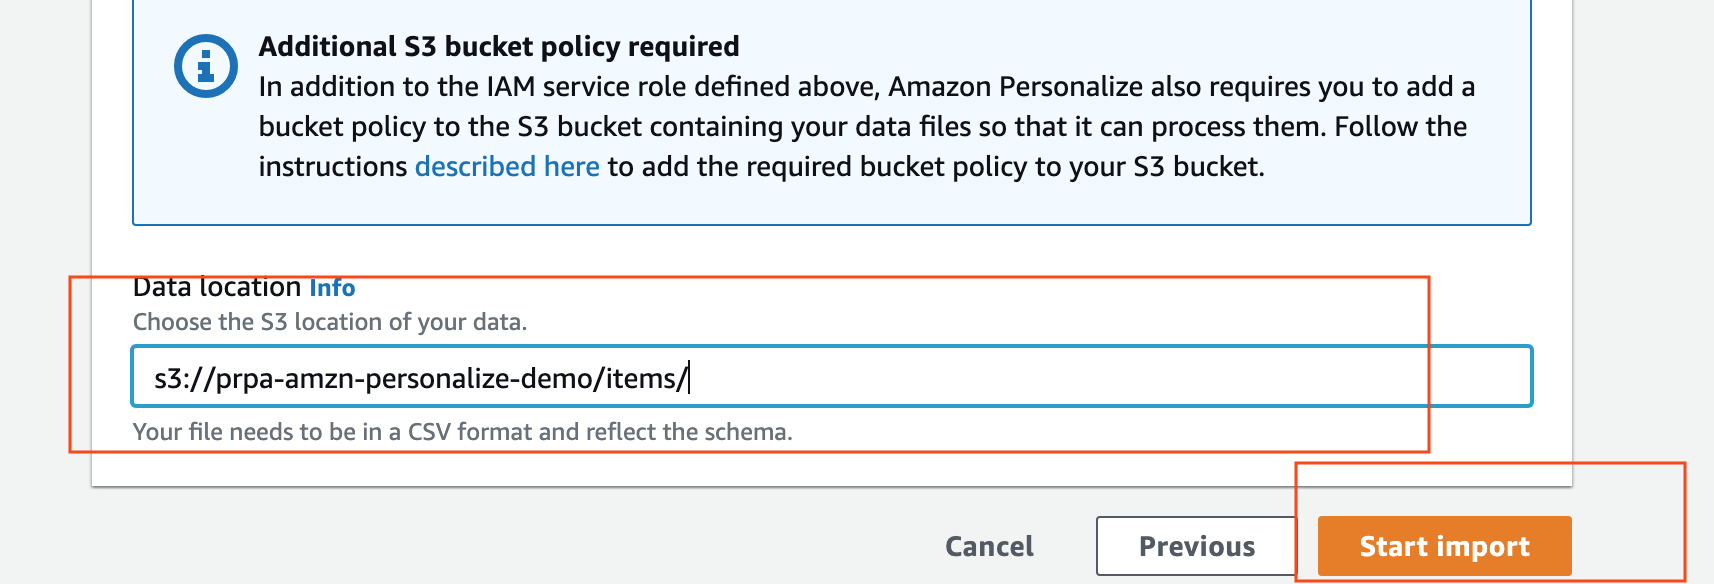 Additional S3 bucket policy required
In addition to the IAM service role defined above, Amazon Personalize also requires you to add a
bucket policy to the S3 bucket containing your data files so that it can process them. Follow the
instructions described here to add the required bucket policy to your S3 bucket.
Data location Info
Choose the S3 location of your data.
s3://prpa-amzn-personalize-demo/items/
Your file needs to be in a CSV format and reflect the schema.
Cancel Previous Start import